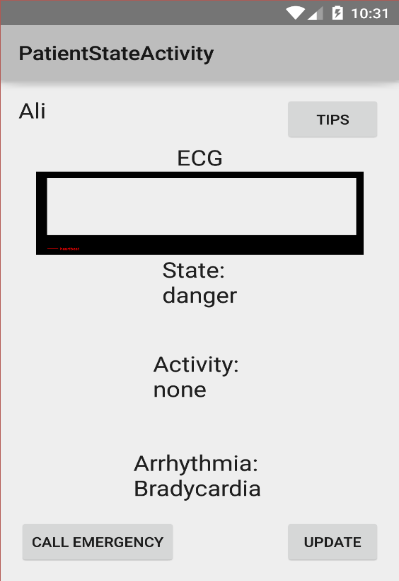 10:31
PatientStateActivity
Ali
TIPS
ECG
State:
danger
Activity:
none
Arrhythmia:
Bradycardia
CALL EMERGENCY
UPDATE